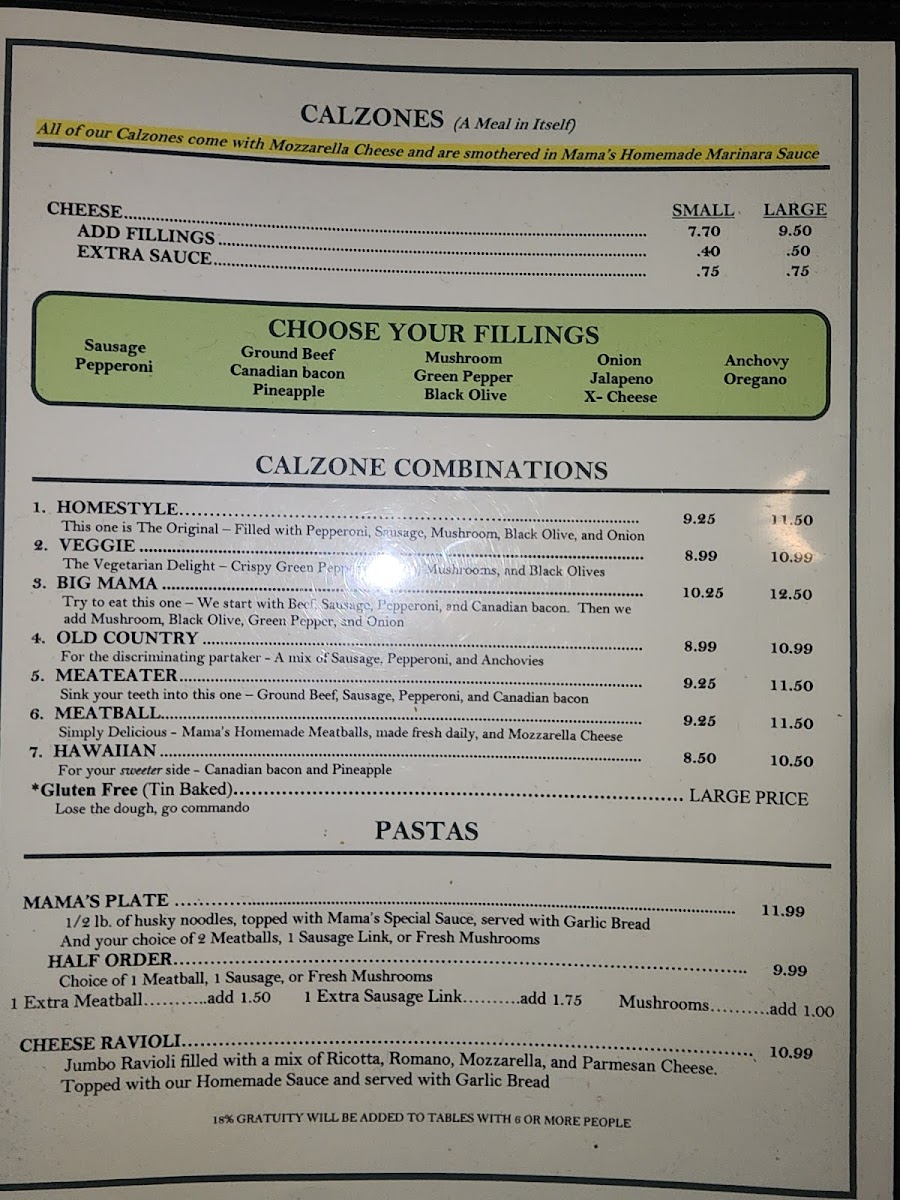 CALZONES (A Meal in Itself)
All of our Calzones come with Mozzarella Cheese and are smothered in Mama's Homemade Marinara Sauce
SMALL LARGE
CHEESE 7.70 9.50
ADD FILLINGS .40 .50
EXTRA SAUCE .75 .75
CHOOSE YOUR FILLINGS
Sausage Ground Beef Mushroom Onion Anchovy
Pepperoni Canadian bacon Green Pepper Jalapeno Oregano
Pineapple Black Olive X- Cheese
CALZONE COMBINATIONS
1. HOMESTYLE 9.25 11.50
This one is The Original – Filled with Pepperoni, Sausage, Mushroom, Black Olive, and Onion
2. VEGGIE 8.99 10.99
The Vegetarian Delight – Crispy Green Mushrooms, and Black Olives
3. BIG MAMA 10.25 12.50
Try to eat this one – We start with Beef, Sausage, Pepperoni, and Canadian bacon. Then we
add Mushroom, Black Olive, Green Pepper, and Onion
4. OLD COUNTRY 8.99 10.99
For the discriminating partaker - A mix of Sausage, Pepperoni, and Anchovies
5. MEATEATER 9.25 11.50
Sink your teeth into this one – Ground Beef, Sausage, Pepperoni, and Canadian bacon
6. MEATBALL 9.25 11.50
Simply Delicious - Mama's Homemade Meatballs, made fresh daily, and Mozzarella Cheese
7. HAWAIIAN 8.50 10.50
For your sweeter side - Canadian bacon and Pineapple
*Gluten Free (Tin Baked) LARGE PRICE
Lose the dough, go commando
PASTAS
MAMA'S PLATE 11.99
1/2 lb. of husky noodles, topped with Mama's Special Sauce, served with Garlic Bread
And your choice of 2 Meatballs, 1 Sausage Link, or Fresh Mushrooms
HALF ORDER 9.99
Choice of 1 Meatball, 1 Sausage, or Fresh Mushrooms
1 Extra Meatball..........add 1.50 1 Extra Sausage Link..........add 1.75 Mushrooms..........add 1.00
CHEESE RAVIOLI 10.99
Jumbo Ravioli filled with a mix of Ricotta, Romano, Mozzarella, and Parmesan Cheese.
Topped with our Homemade Sauce and served with Garlic Bread
18% GRATUITY WILL BE ADDED TO TABLES WITH 6 OR MORE PEOPLE